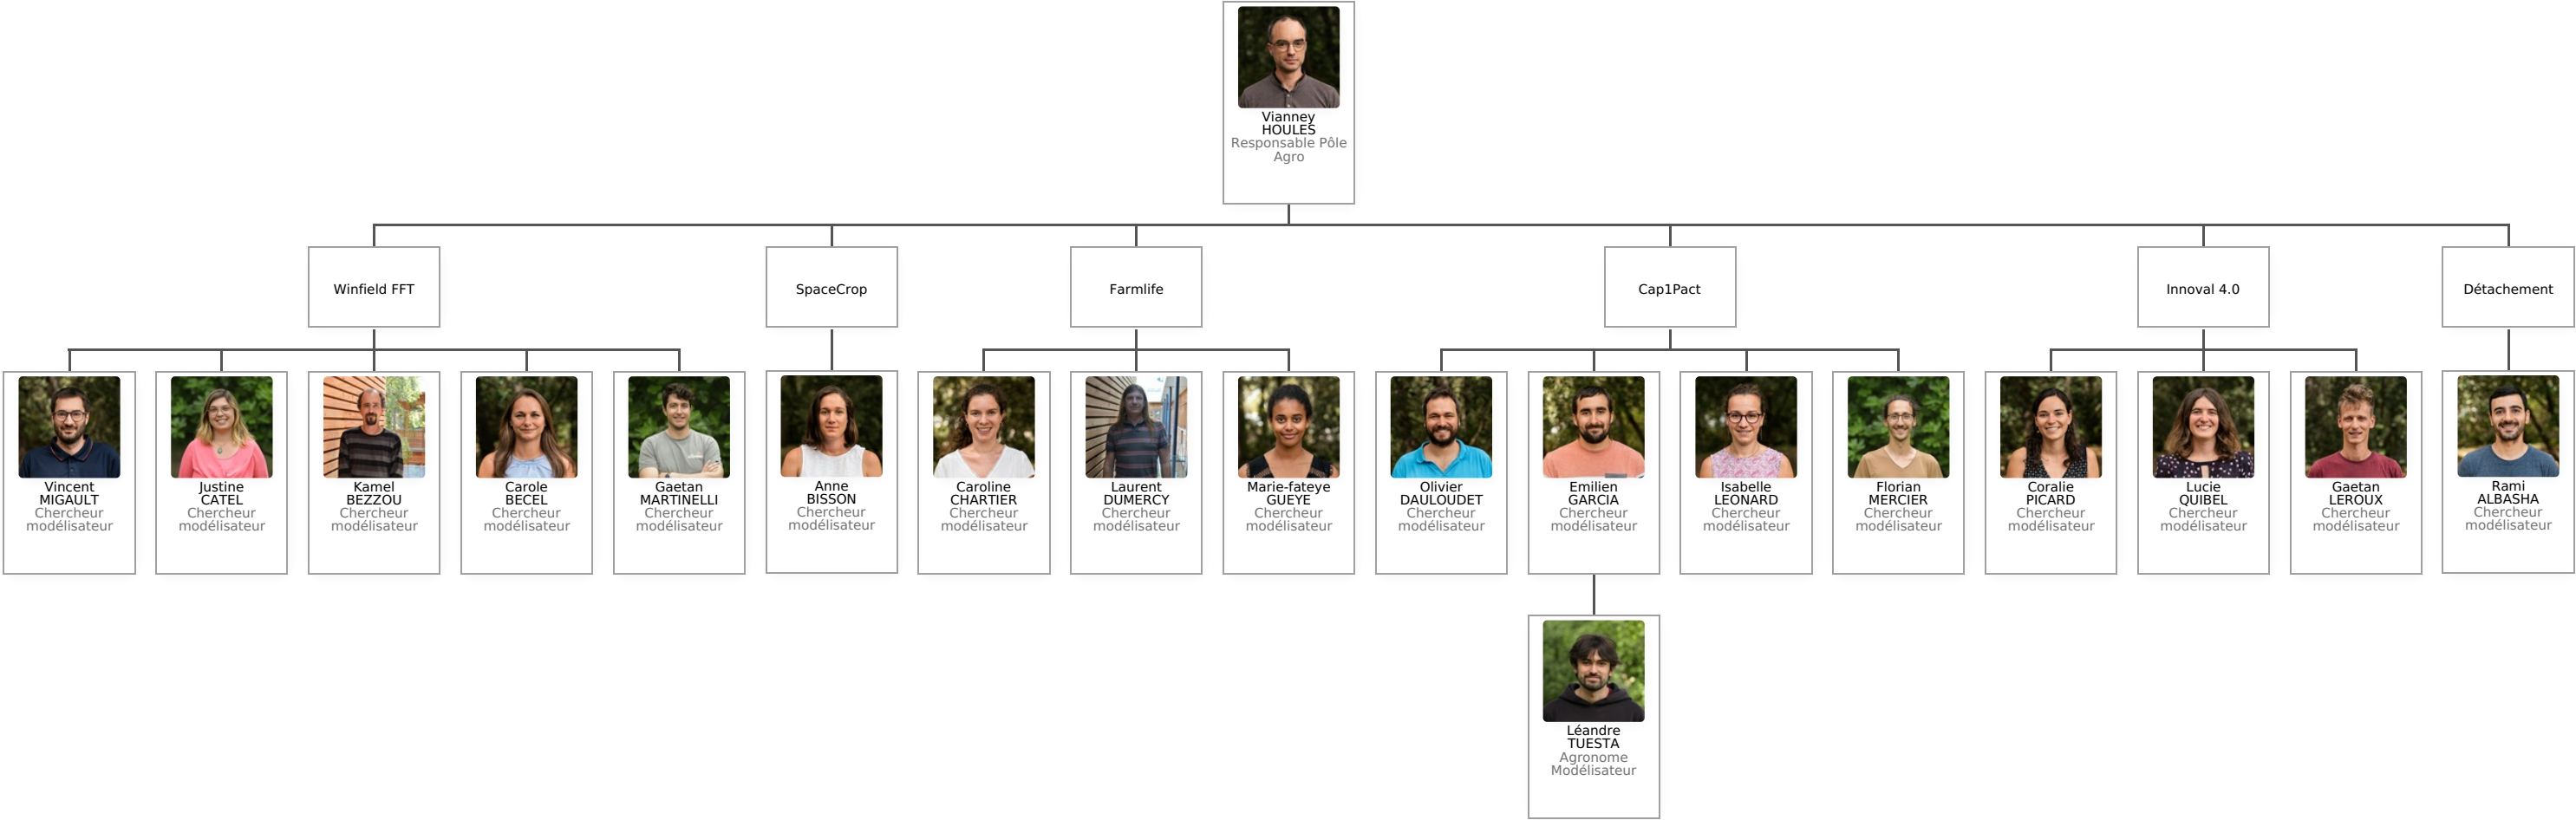 Vianney
HOULES
Responsable Pôle
Agro
Winfield FFT
SpaceCrop
Farmlife
Cap1Pact
Innoval 4.0
Détachement
Vincent
MIGAULT
Chercheur
modélisateur
Justine
CATEL
Chercheur
modélisateur
Kamel
BEZZOU
Chercheur
modélisateur
Carole
BECEL
Chercheur
modélisateur
Gaetan
MARTINELLI
Chercheur
modélisateur
Anne
BISSON
Chercheur
modélisateur
Caroline
CHARTIER
Chercheur
modélisateur
Laurent
DUMERCY
Chercheur
modélisateur
Marie-fateye
GUEYE
Chercheur
modélisateur
Olivier
DAULOUDET
Chercheur
modélisateur
Emilien
GARCIA
Chercheur
modélisateur
Isabelle
LEONARD
Chercheur
modélisateur
Florian
MERCIER
Chercheur
modélisateur
Coralie
PICARD
Chercheur
modélisateur
Lucie
QUIBEL
Chercheur
modélisateur
Gaetan
LEROUX
Chercheur
modélisateur
Rami
ALBASHA
Chercheur
modélisateur
Léandre
TUESTA
Agronome
Modélisateur